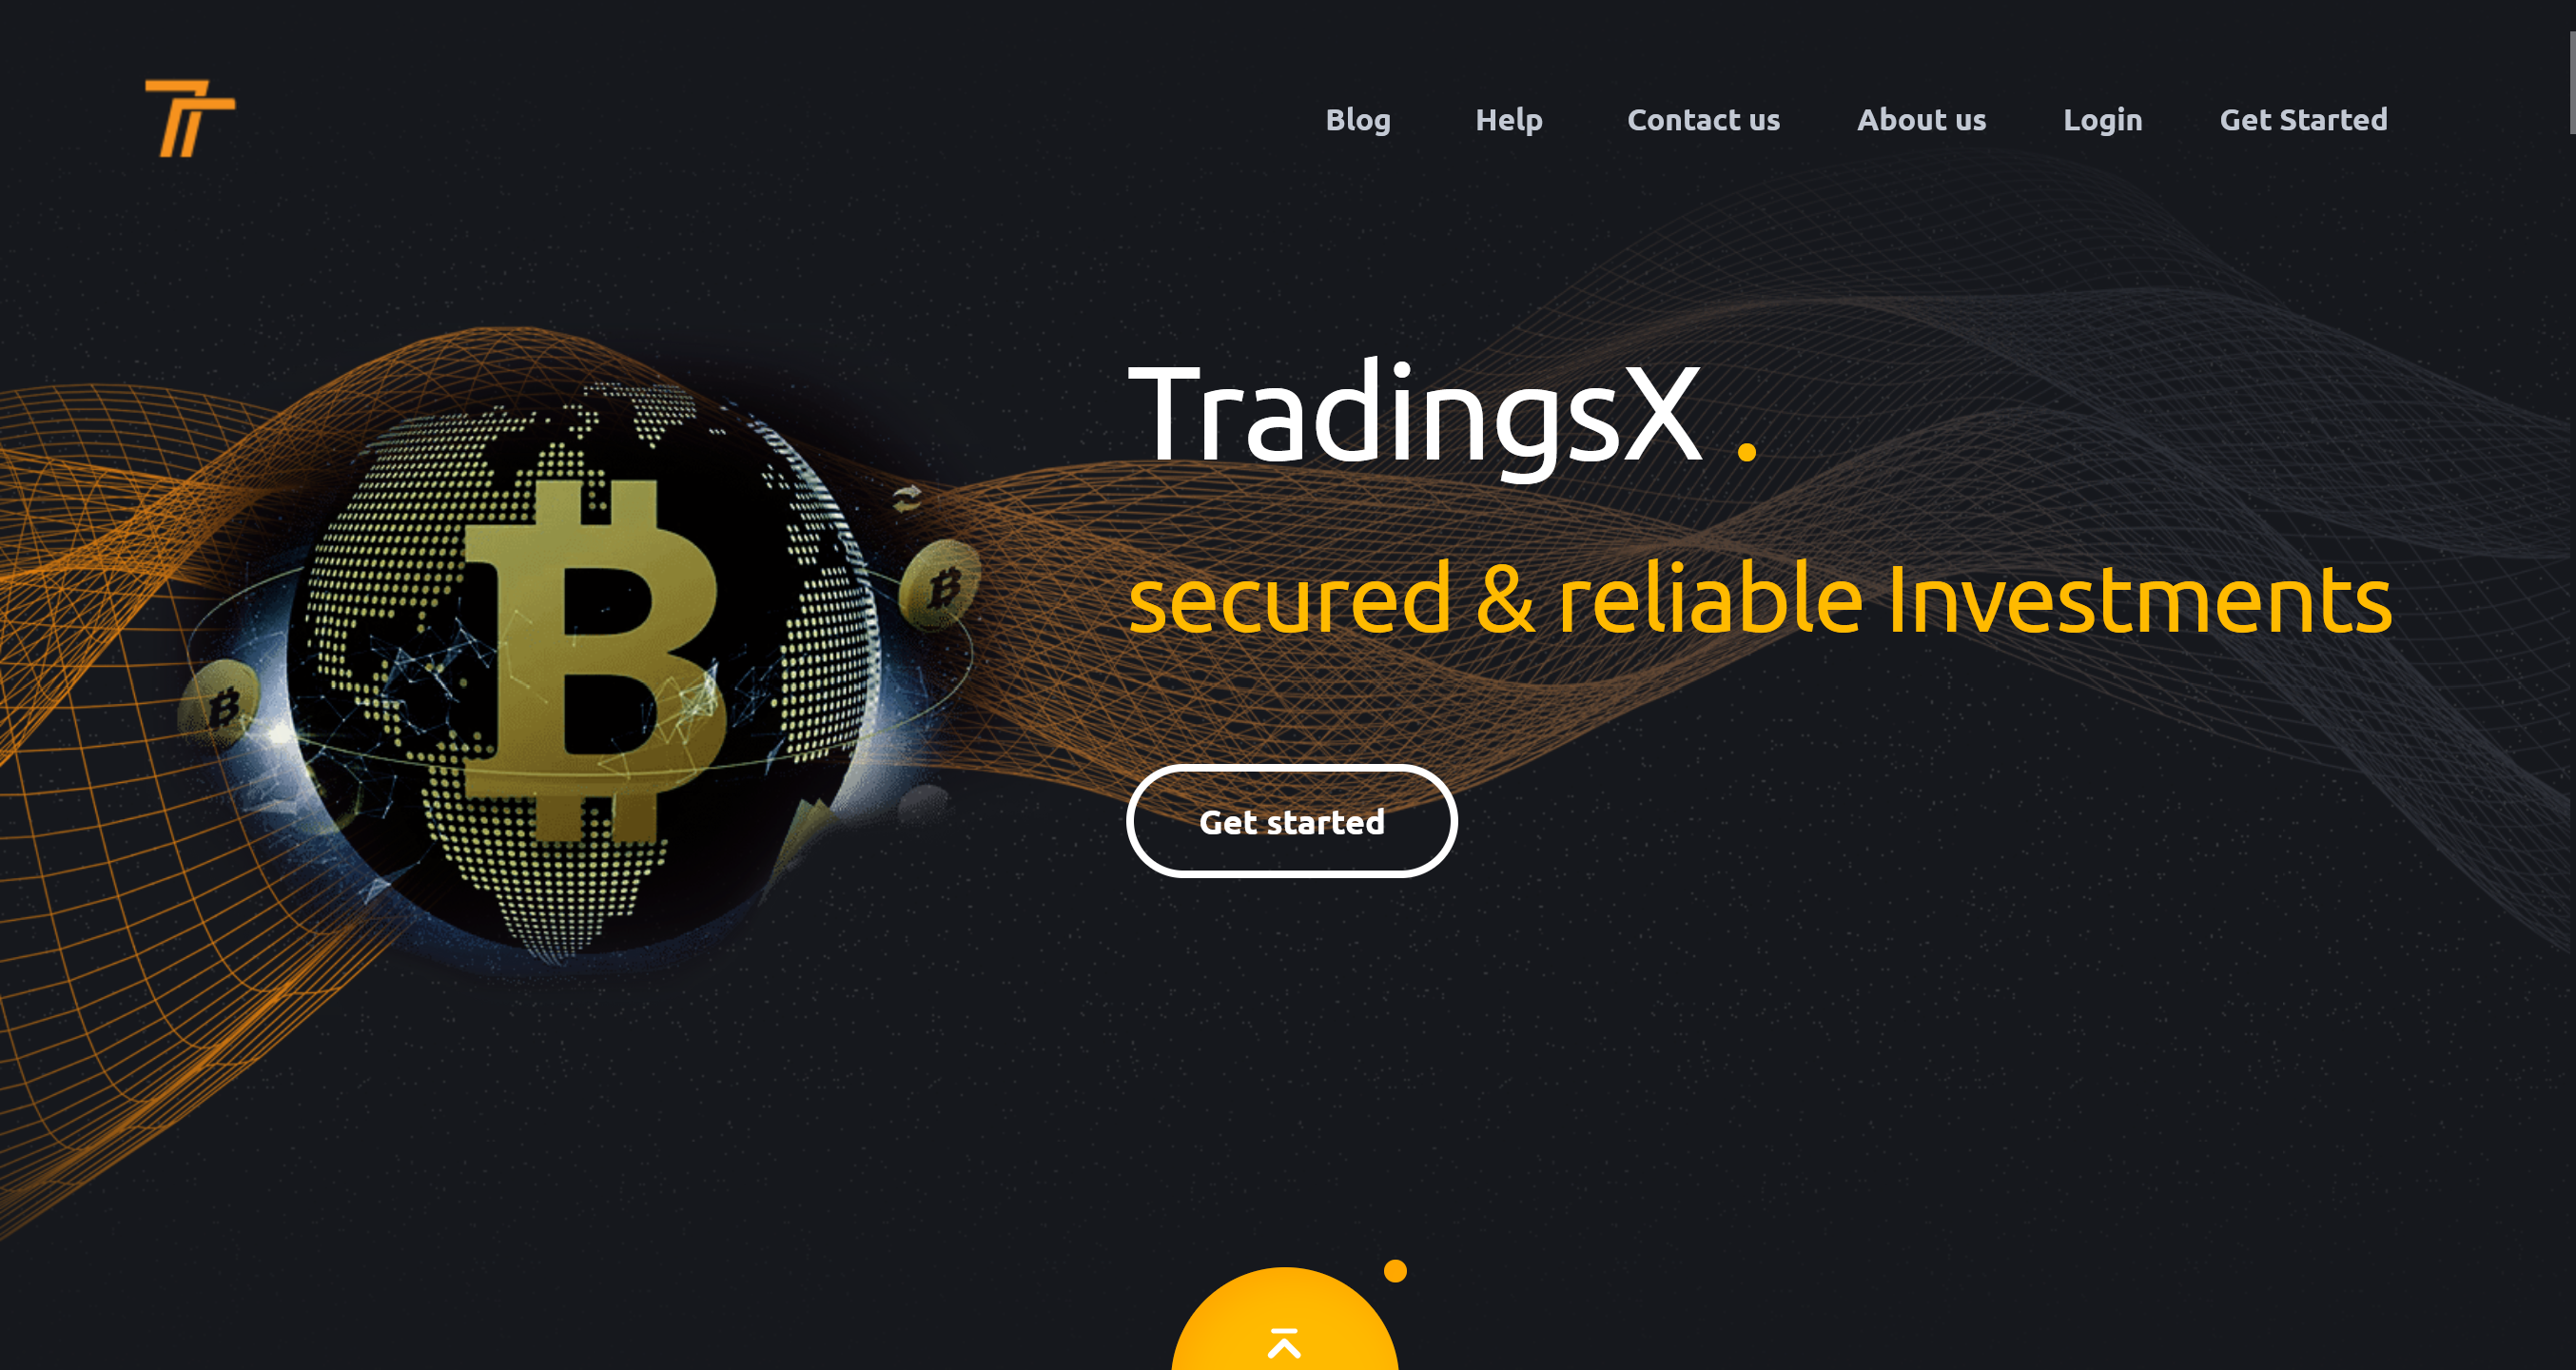 Blog Help Contact us About us Login Get Started
TradingsX .
secured & reliable Investments
Get started